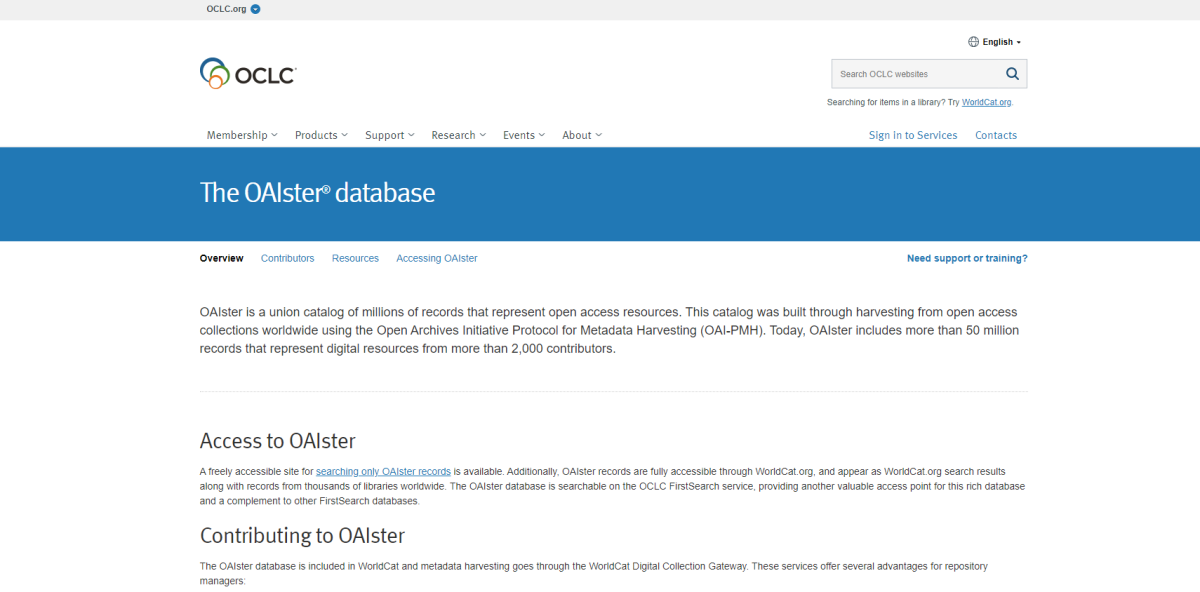 OCLC.org
English
OCLC
Search OCLC websites
Searching for items in a library? Try WorldCat.org.
Membership Products Support Research Events About Sign in to Services Contacts
The OAIster® database
Overview Contributors Resources Accessing OAIster Need support or training?
OAIster is a union catalog of millions of records that represent open access resources. This catalog was built through harvesting from open access
collections worldwide using the Open Archives Initiative Protocol for Metadata Harvesting (OAI-PMH). Today, OAIster includes more than 50 million
records that represent digital resources from more than 2,000 contributors.
Access to OAIster
A freely accessible site for searching only OAIster records is available. Additionally, OAIster records are fully accessible through WorldCat.org, and appear as WorldCat.org search results
along with records from thousands of libraries worldwide. The OAIster database is searchable on the OCLC FirstSearch service, providing another valuable access point for this rich database
and a complement to other FirstSearch databases.
Contributing to OAIster
The OAIster database is included in WorldCat and metadata harvesting goes through the WorldCat Digital Collection Gateway. These services offer several advantages for repository
managers: